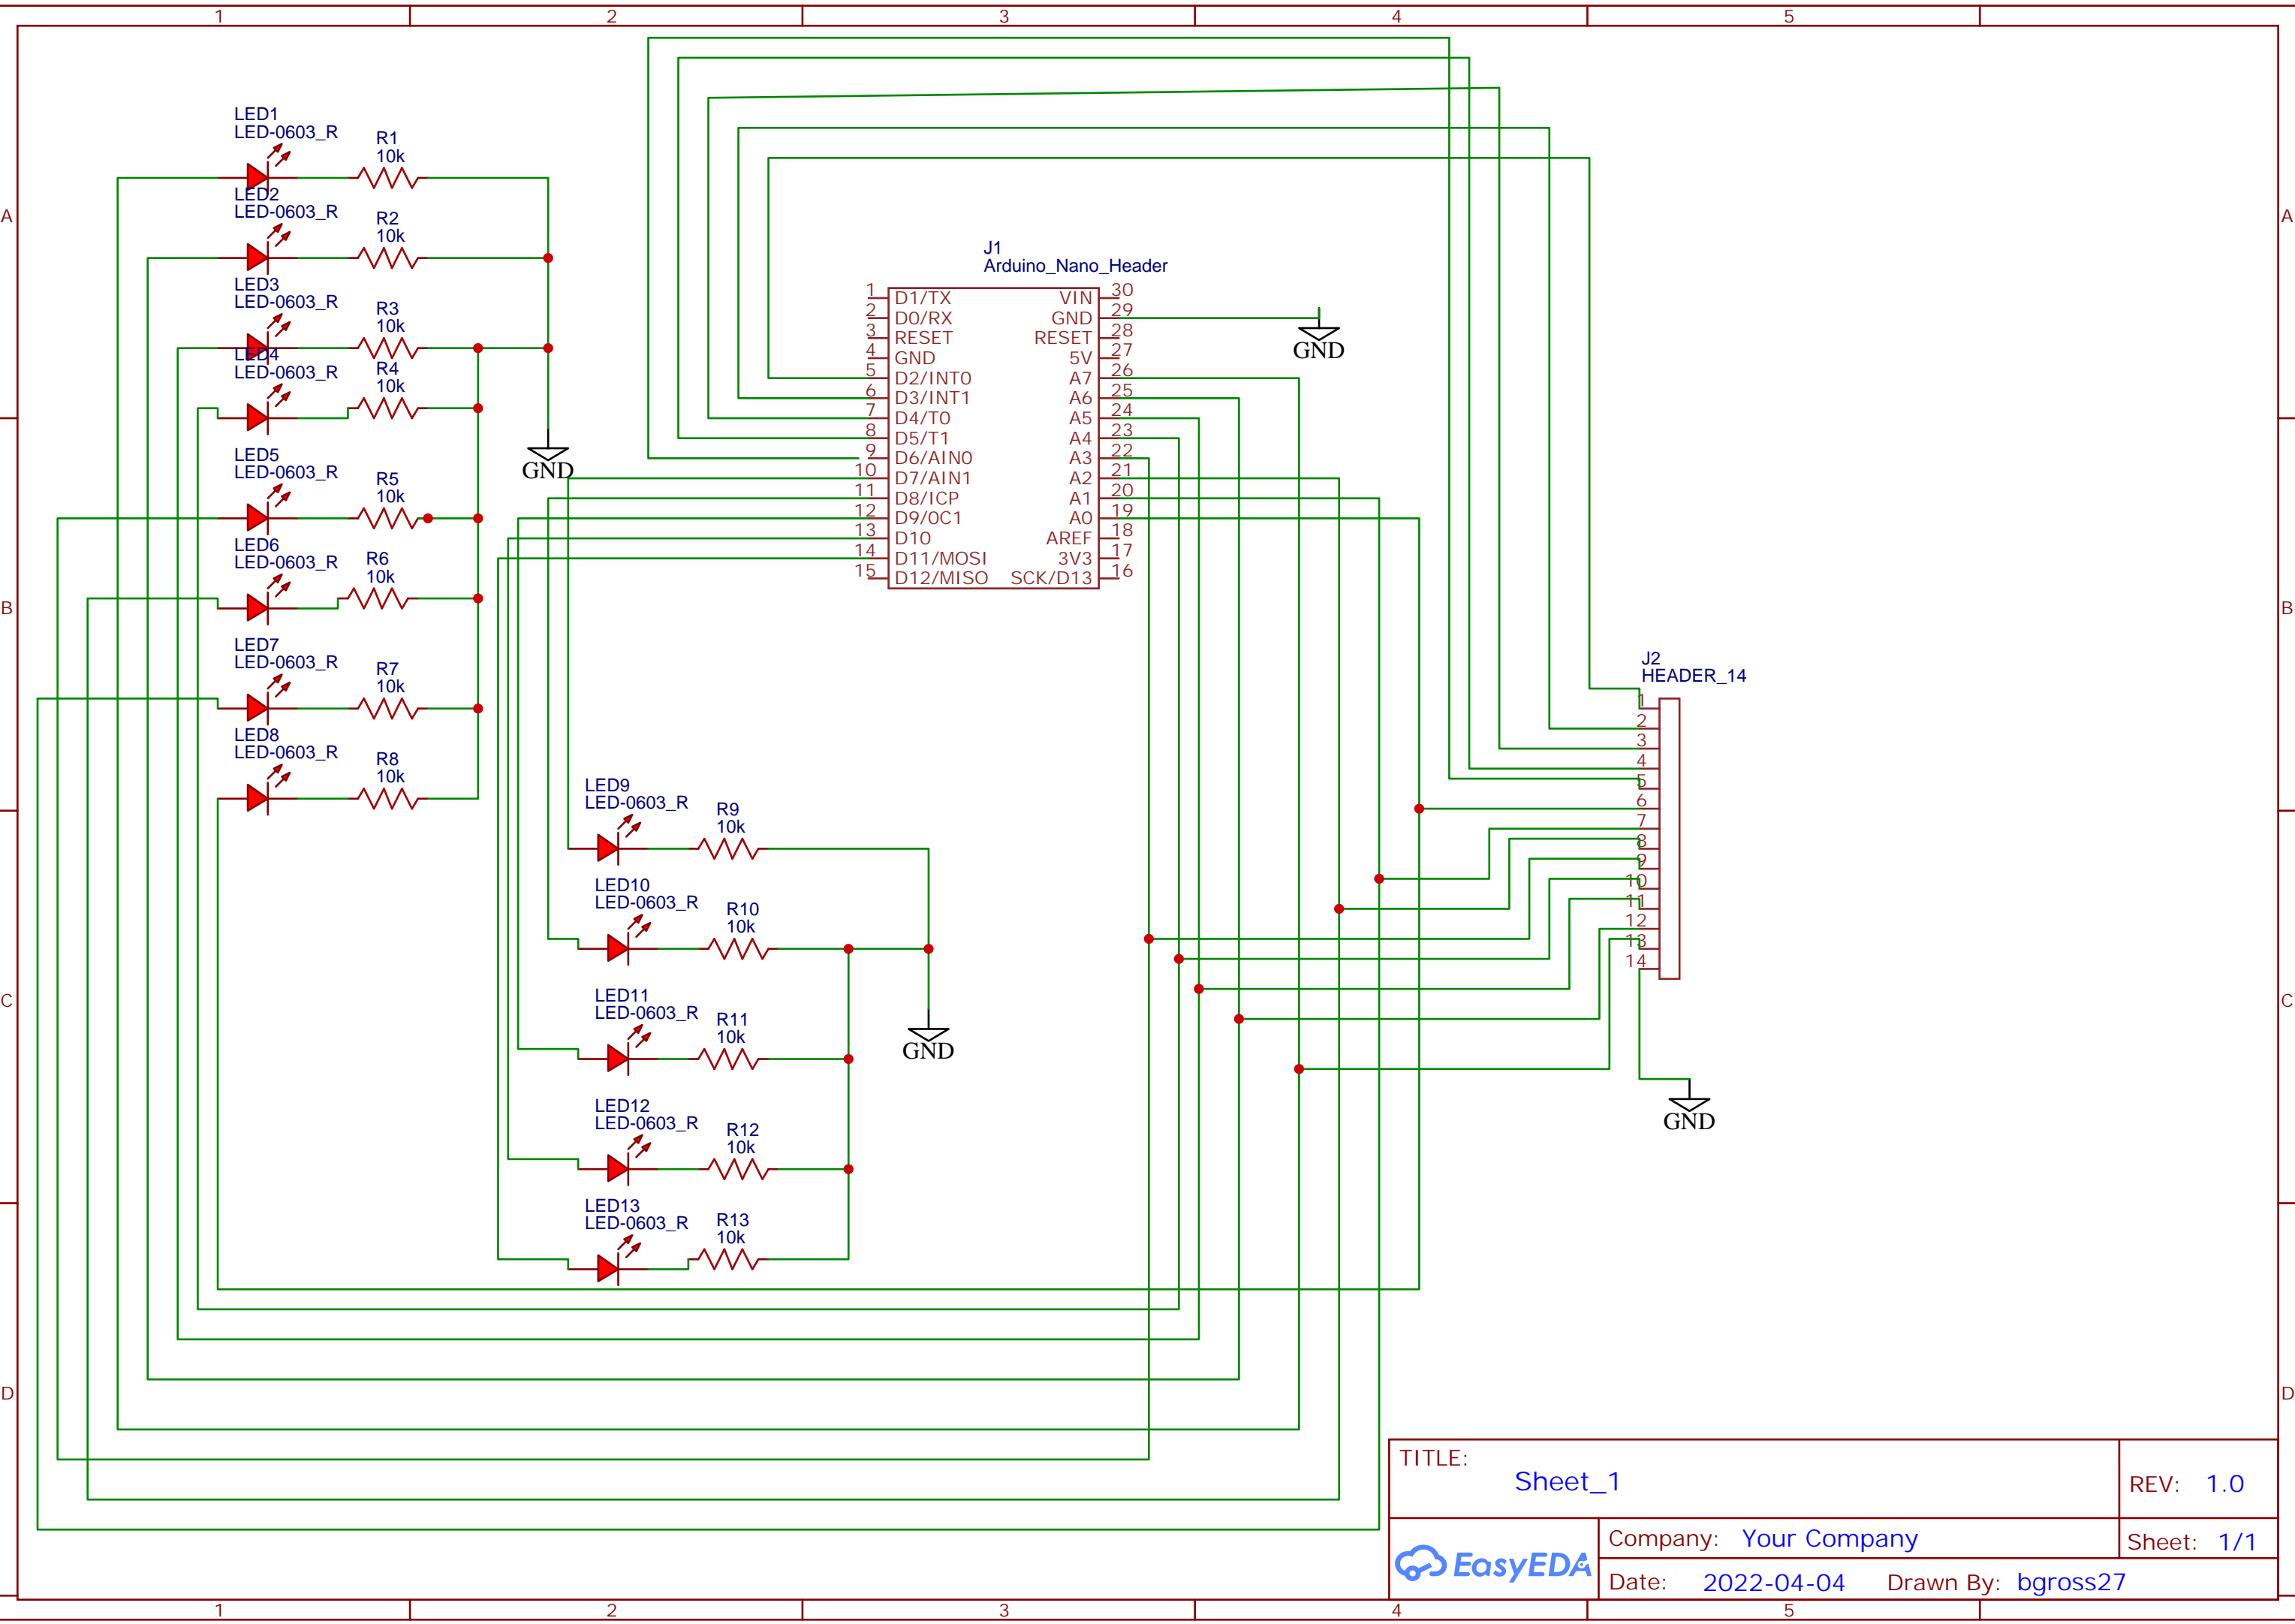 1 2 3 4 5
A A
B B
C C
D D
LED1
LED-0603_R
R1
10k
LED2
LED-0603_R
R2
10k
LED3
LED-0603_R
R3
10k
LED4
LED-0603_R
R4
10k
GND
LED5
LED-0603_R
R5
10k
LED6
LED-0603_R
R6
10k
LED7
LED-0603_R
R7
10k
LED8
LED-0603_R
R8
10k
J1
Arduino_Nano_Header
1 D1/TX VIN 30
2 D0/RX GND 29
3 RESET RESET 28
4 GND 5V 27
5 D2/INT0 A7 26
6 D3/INT1 A6 25
7 D4/T0 A5 24
8 D5/T1 A4 23
9 D6/AIN0 A3 22
10 D7/AIN1 A2 21
11 D8/ICP A1 20
12 D9/0C1 A0 19
13 D10 AREF 18
14 D11/MOSI 3V3 17
15 D12/MISO SCK/D13 16
GND
LED9
LED-0603_R
R9
10k
LED10
LED-0603_R
R10
10k
LED11
LED-0603_R
R11
10k
GND
LED12
LED-0603_R
R12
10k
LED13
LED-0603_R
R13
10k
J2
HEADER_14
1
2
3
4
5
6
7
8
9
10
11
12
13
14
GND
TITLE:
Sheet_1
REV: 1.0
EasyEDA
Company: Your Company
Sheet: 1/1
Date: 2022-04-04 Drawn By: bgross27
1 2 3 4 5